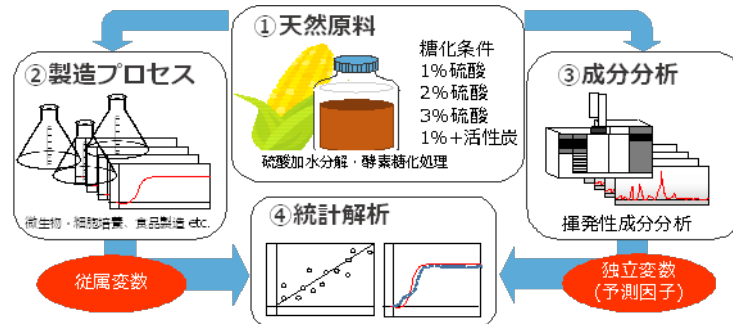 ①天然原料
糖化条件
1%硫酸
2%硫酸
3%硫酸
1%+活性炭
硫酸加水分解・酵素糖化処理
②製造プロセス
微生物・細胞培養、食品製造 etc.
③成分分析
揮発性成分分析
④統計解析
従属変数
独立変数
(予測因子)